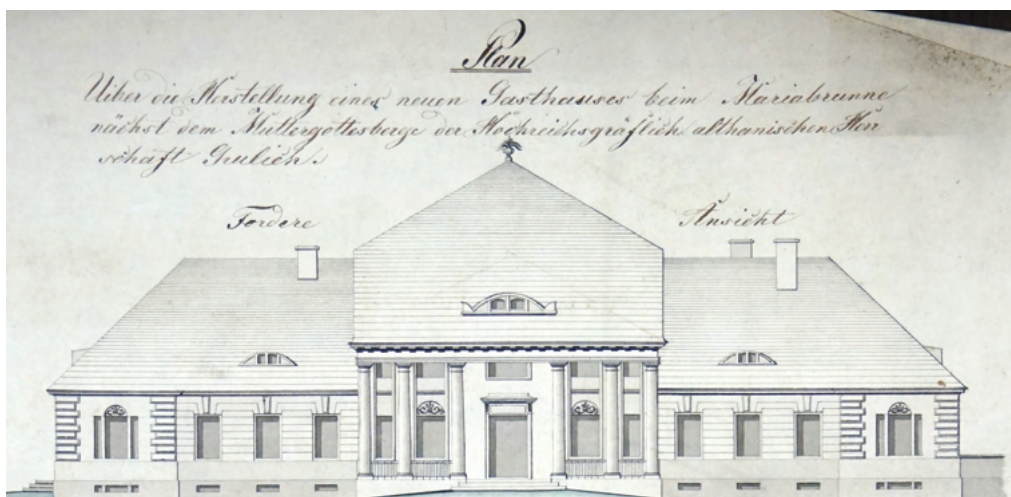 Plan
Uiber die Herstellung eines neuen Gasthauses beim Mariabrunne
nächst dem Muttergottesberge der Hochreichsgräflich althanischen Herr
schaft Grulich.
Fordere Ansicht